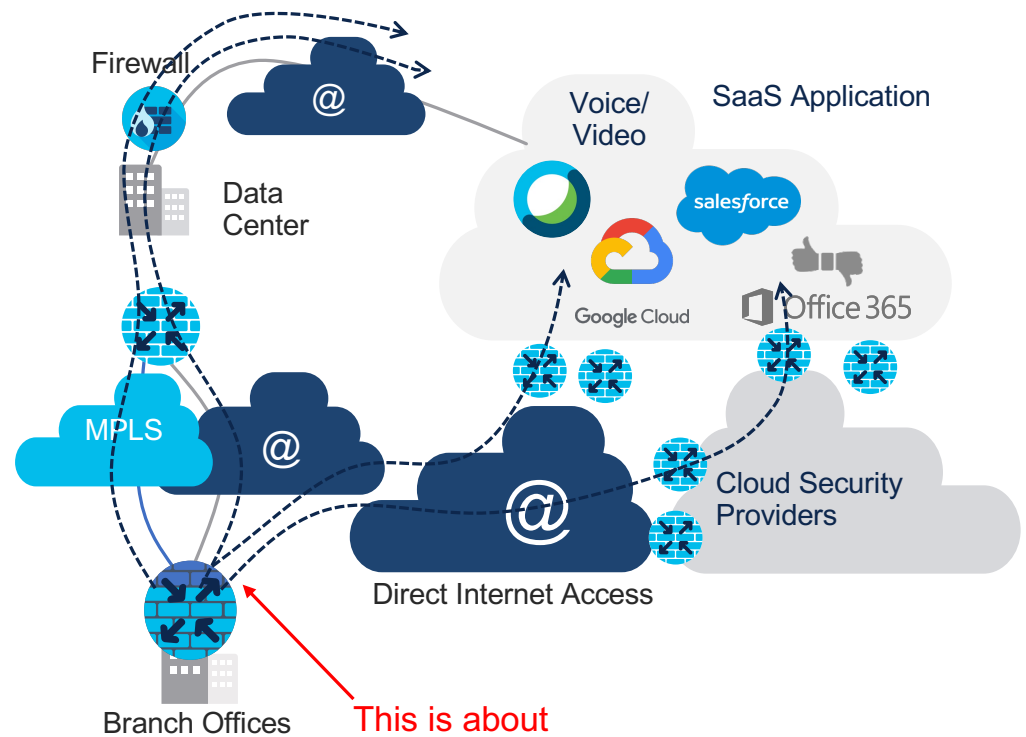 Firewall
@
Voice/
Video
SaaS Application
salesforce
Data
Center
Google Cloud
Office 365
MPLS
@
@
Cloud Security
Providers
Direct Internet Access
Branch Offices
This is about